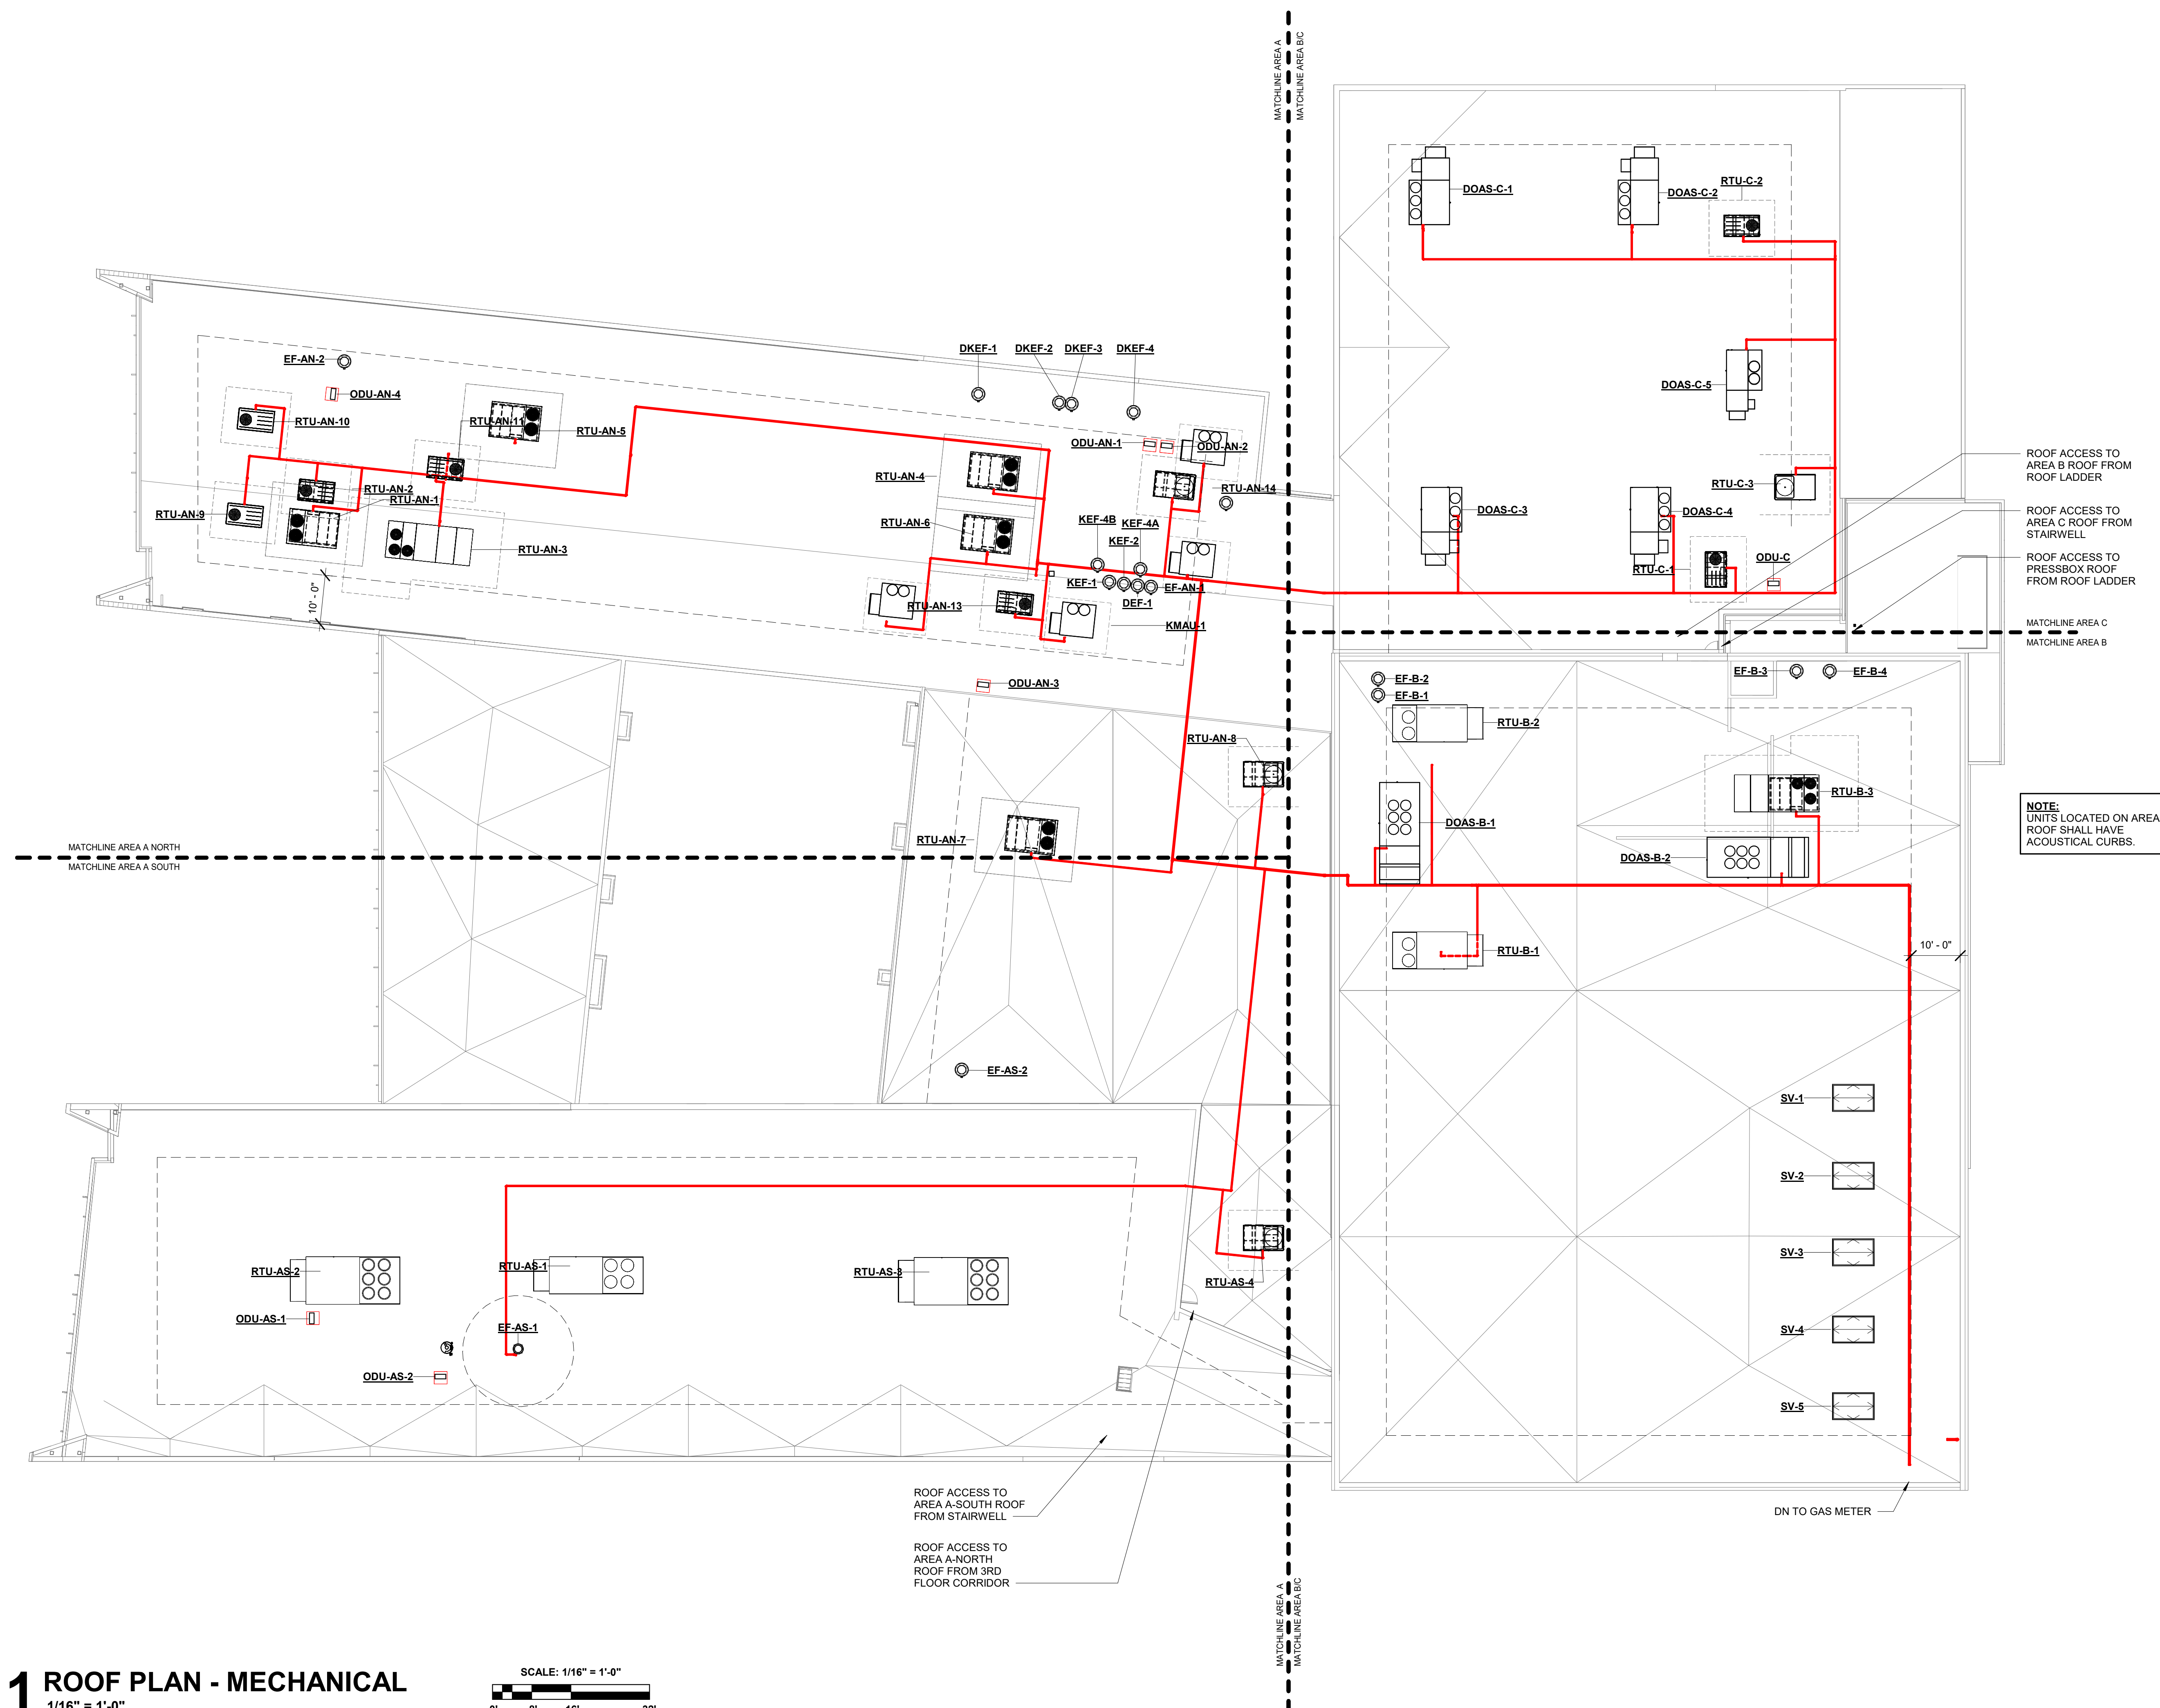 MATCHLINE AREA A
MATCHLINE AREA B/C
DOAS-C-1
DOAS-C-2
RTU-C-2
DKEF-1
DKEF-2
DKEF-3
DKEF-4
EF-AN-2
ODU-AN-4
DOAS-C-5
RTU-AN-10
RTU-AN-11
RTU-AN-5
ODU-AN-1
ODU-AN-2
RTU-AN-4
RTU-AN-2
RTU-AN-1
RTU-AN-14
RTU-C-3
ROOF ACCESS TO
AREA B ROOF FROM
ROOF LADDER
RTU-AN-9
RTU-AN-6
KEF-4B
KEF-4A
KEF-2
DOAS-C-3
DOAS-C-4
ROOF ACCESS TO
AREA C ROOF FROM
STAIRWELL
RTU-AN-3
RTU-C-1
ODU-C
ROOF ACCESS TO
PRESSBOX ROOF
FROM ROOF LADDER
10' - 0"
KEF-1
EF-AN-1
DEF-1
RTU-AN-13
KMAU-1
MATCHLINE AREA C
MATCHLINE AREA B
ODU-AN-3
EF-B-2
EF-B-1
EF-B-3
EF-B-4
RTU-B-2
RTU-AN-8
RTU-B-3
NOTE:
UNITS LOCATED ON AREA
ROOF SHALL HAVE
ACOUSTICAL CURBS.
DOAS-B-1
RTU-AN-7
DOAS-B-2
MATCHLINE AREA A NORTH
MATCHLINE AREA A SOUTH
RTU-B-1
10' - 0"
EF-AS-2
SV-1
SV-2
SV-3
SV-4
SV-5
RTU-AS-2
RTU-AS-1
RTU-AS-3
RTU-AS-4
ODU-AS-1
EF-AS-1
ODU-AS-2
ROOF ACCESS TO
AREA A-SOUTH ROOF
FROM STAIRWELL
DN TO GAS METER
ROOF ACCESS TO
AREA A-NORTH
ROOF FROM 3RD
FLOOR CORRIDOR
MATCHLINE AREA A
MATCHLINE AREA B/C
1 ROOF PLAN - MECHANICAL
1/16" = 1'-0"
SCALE: 1/16" = 1'-0"